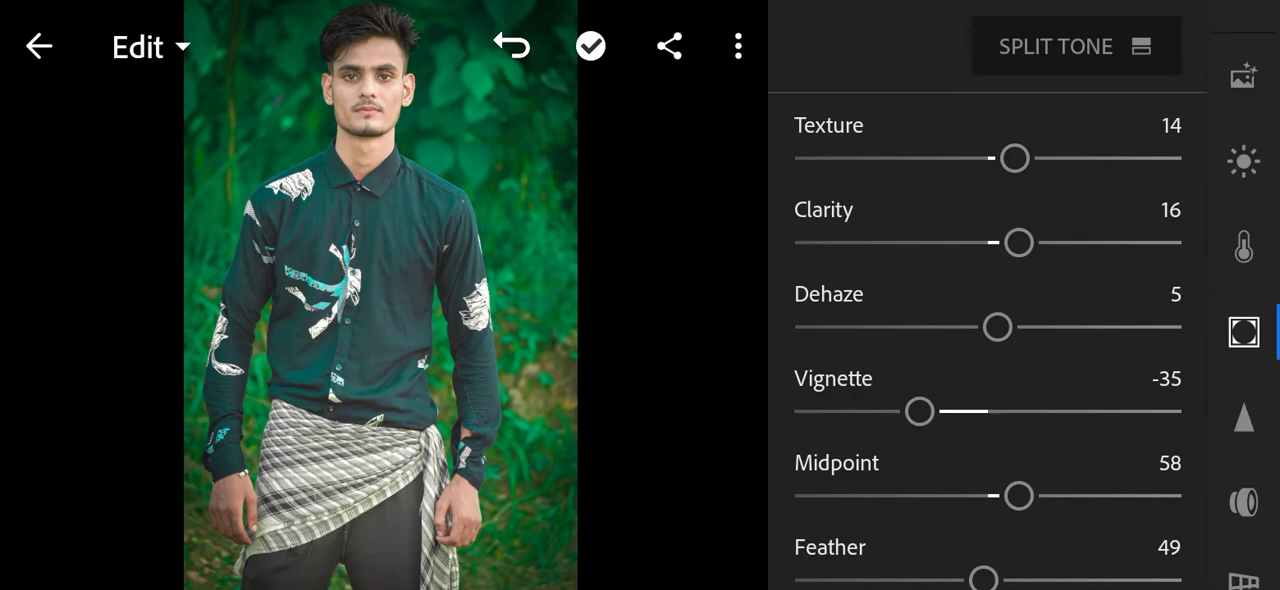 Edit
SPLIT TONE
Texture 14
Clarity 16
Dehaze 5
Vignette -35
Midpoint 58
Feather 49